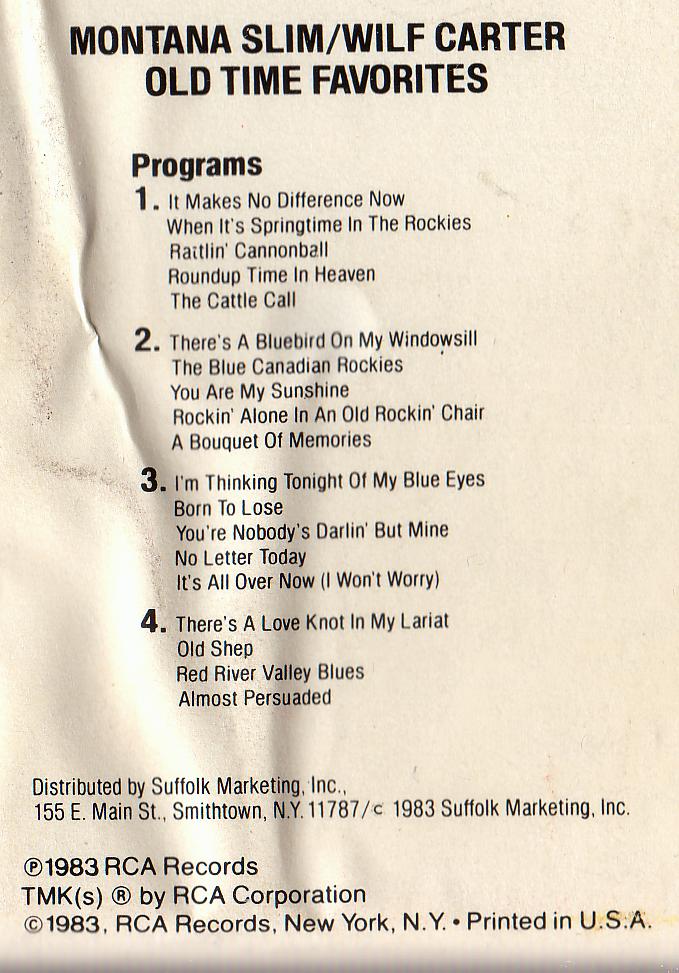 MONTANA SLIM/WILF CARTER
OLD TIME FAVORITES
Programs
1. It Makes No Difference Now
When It's Springtime In The Rockies
Rattlin' Cannonball
Roundup Time In Heaven
The Cattle Call
2. There's A Bluebird On My Windowsill
The Blue Canadian Rockies
You Are My Sunshine
Rockin' Alone In An Old Rockin' Chair
A Bouquet Of Memories
3. I'm Thinking Tonight Of My Blue Eyes
Born To Lose
You're Nobody's Darlin' But Mine
No Letter Today
It's All Over Now (I Won't Worry)
4. There's A Love Knot In My Lariat
Old Shep
Red River Valley Blues
Almost Persuaded
Distributed by Suffolk Marketing, Inc.,
155 E. Main St., Smithtown, N.Y. 11787/c 1983 Suffolk Marketing, Inc.
℗1983 RCA Records
TMK(s) ® by RCA Corporation
©1983, RCA Records, New York, N.Y. • Printed in U.S.A.